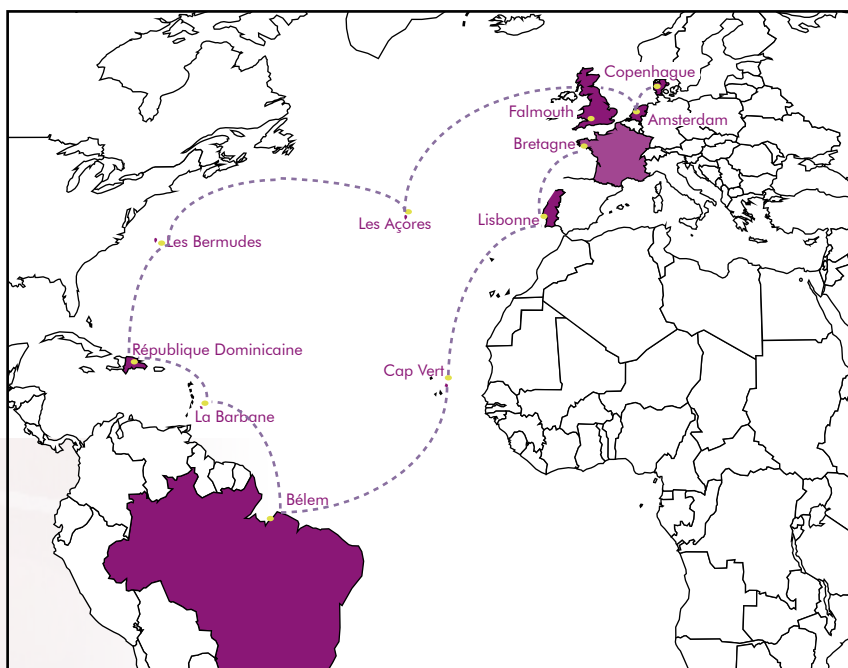 Copenhague
Falmouth
Amsterdam
Bretagne
Les Açores
Lisbonne
Les Bermudes
République Dominicaine
Cap Vert
La Barbane
Bélem